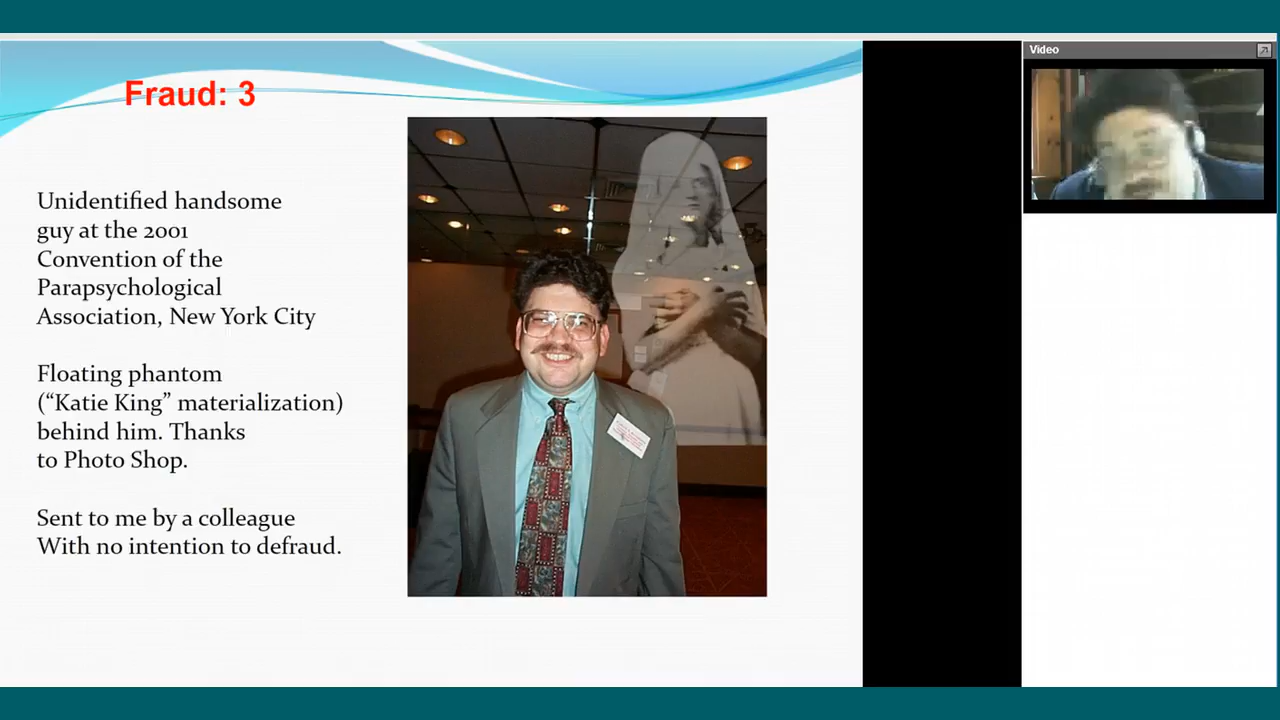 Fraud: 3
Unidentified handsome
guy at the 2001
Convention of the
Parapsychological
Association, New York City
Floating phantom
(“Katie King” materialization)
behind him. Thanks
to Photo Shop.
Sent to me by a colleague
With no intention to defraud.
Video